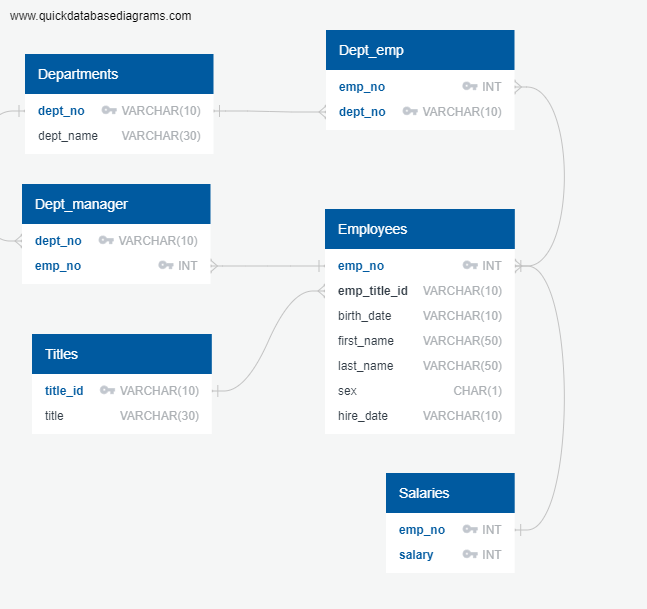 www.quickdatabasediagrams.com
Departments
dept_no VARCHAR(10)
dept_name VARCHAR(30)
Dept_emp
emp_no INT
dept_no VARCHAR(10)
Dept_manager
dept_no VARCHAR(10)
emp_no INT
Employees
emp_no INT
emp_title_id VARCHAR(10)
birth_date VARCHAR(10)
first_name VARCHAR(50)
last_name VARCHAR(50)
sex CHAR(1)
hire_date VARCHAR(10)
Titles
title_id VARCHAR(10)
title VARCHAR(30)
Salaries
emp_no INT
salary INT